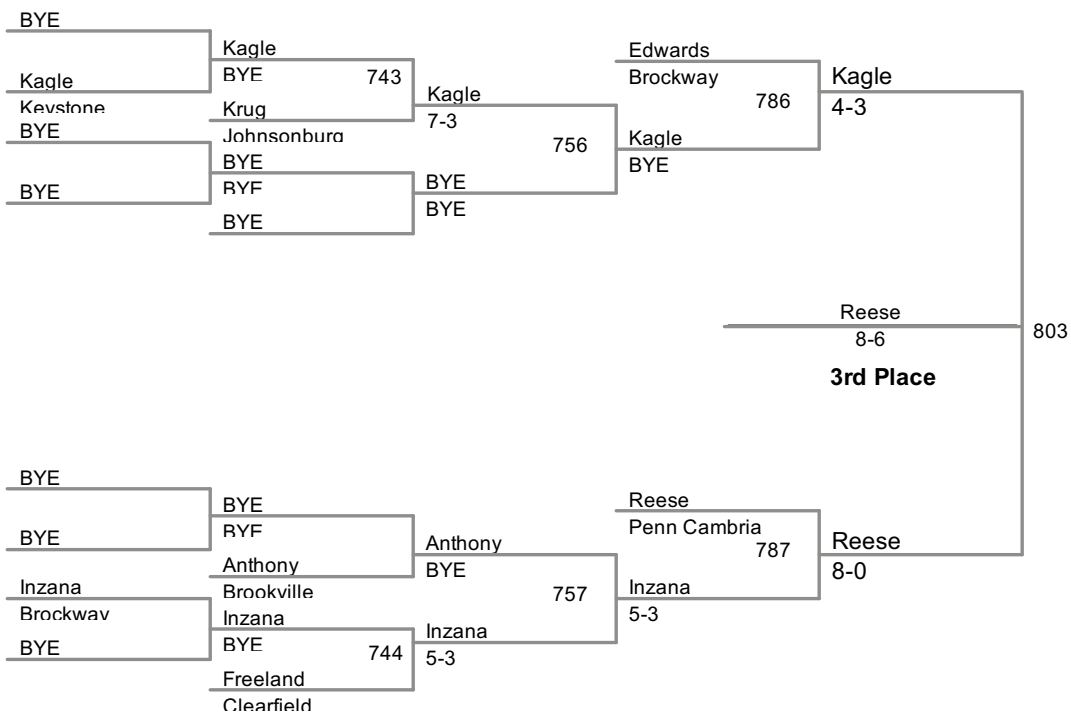 BYE
Kagle
Keystone
BYE
BYE
Kagle
BYE
743
Krug
Johnsonburg
BYE
BYE
BYE
Kagle
7-3
756
BYE
BYE
Edwards
Brockway
786
Kagle
BYE
Kagle
4-3
Reese
8-6
803
3rd Place
BYE
BYE
Inzana
Brockway
BYE
BYE
BYE
Anthony
Brookville
Inzana
BYE
744
Freeland
Clearfield
Anthony
BYE
757
Inzana
5-3
Reese
Penn Cambria
787
Inzana
5-3
Reese
8-0